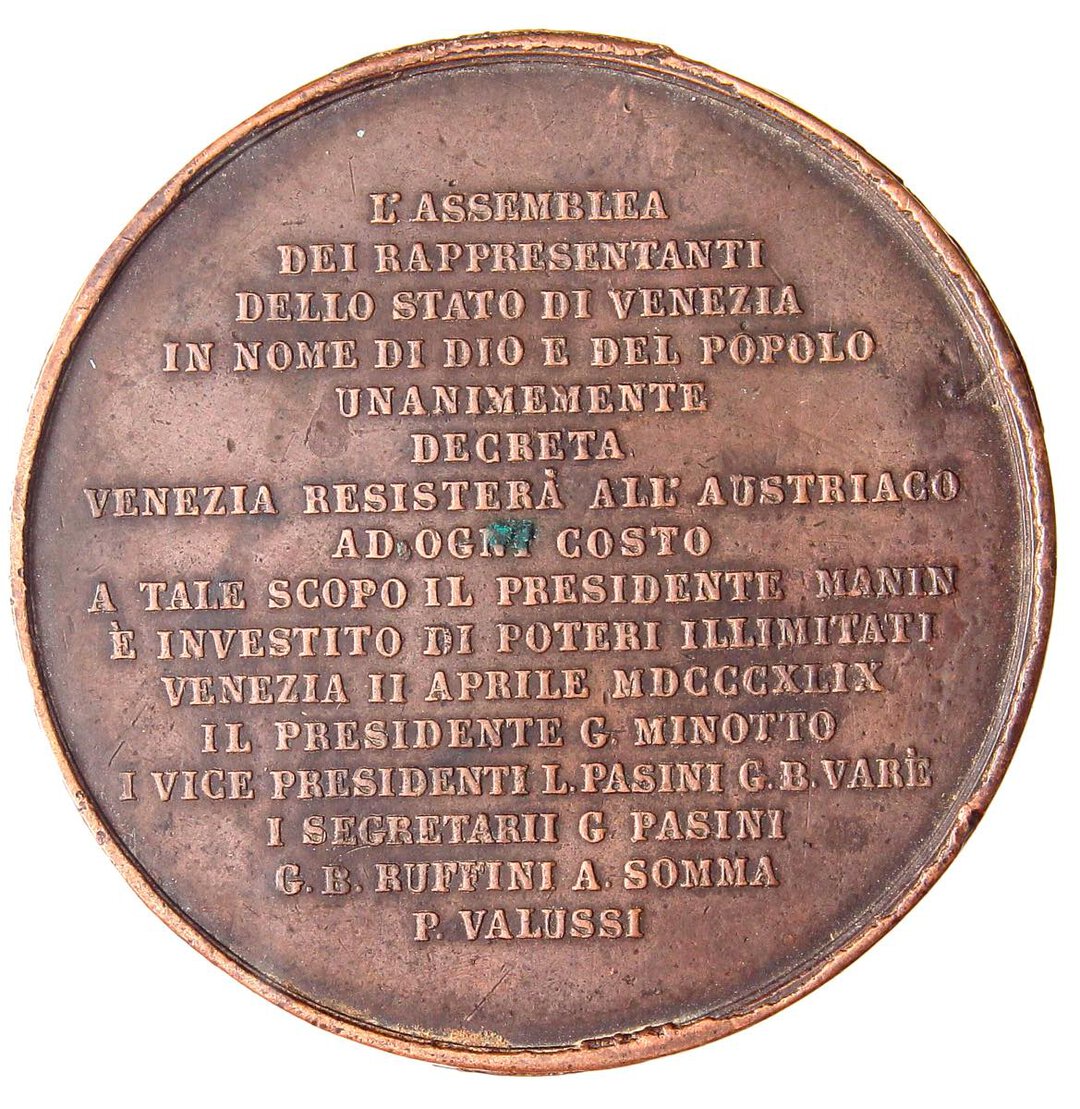 L'ASSEMBLEA
DEI RAPPRESENTANTI
DELLO STATO DI VENEZIA
IN NOME DI DIO E DEL POPOLO
UNANIMEMENTE
DECRETA
VENEZIA RESISTERÀ ALL'AUSTRIACO
AD OGNI COSTO
A TALE SCOPO IL PRESIDENTE MANIN
È INVESTITO DI POTERI ILLIMITATI
VENEZIA II APRILE MDCCCXLIX
IL PRESIDENTE G. MINOTTO
I VICE PRESIDENTI L. PASINI G. B. VARÈ
I SEGRETARII G PASINI
G. B. RUFFINI A. SOMMA
P. VALUSSI